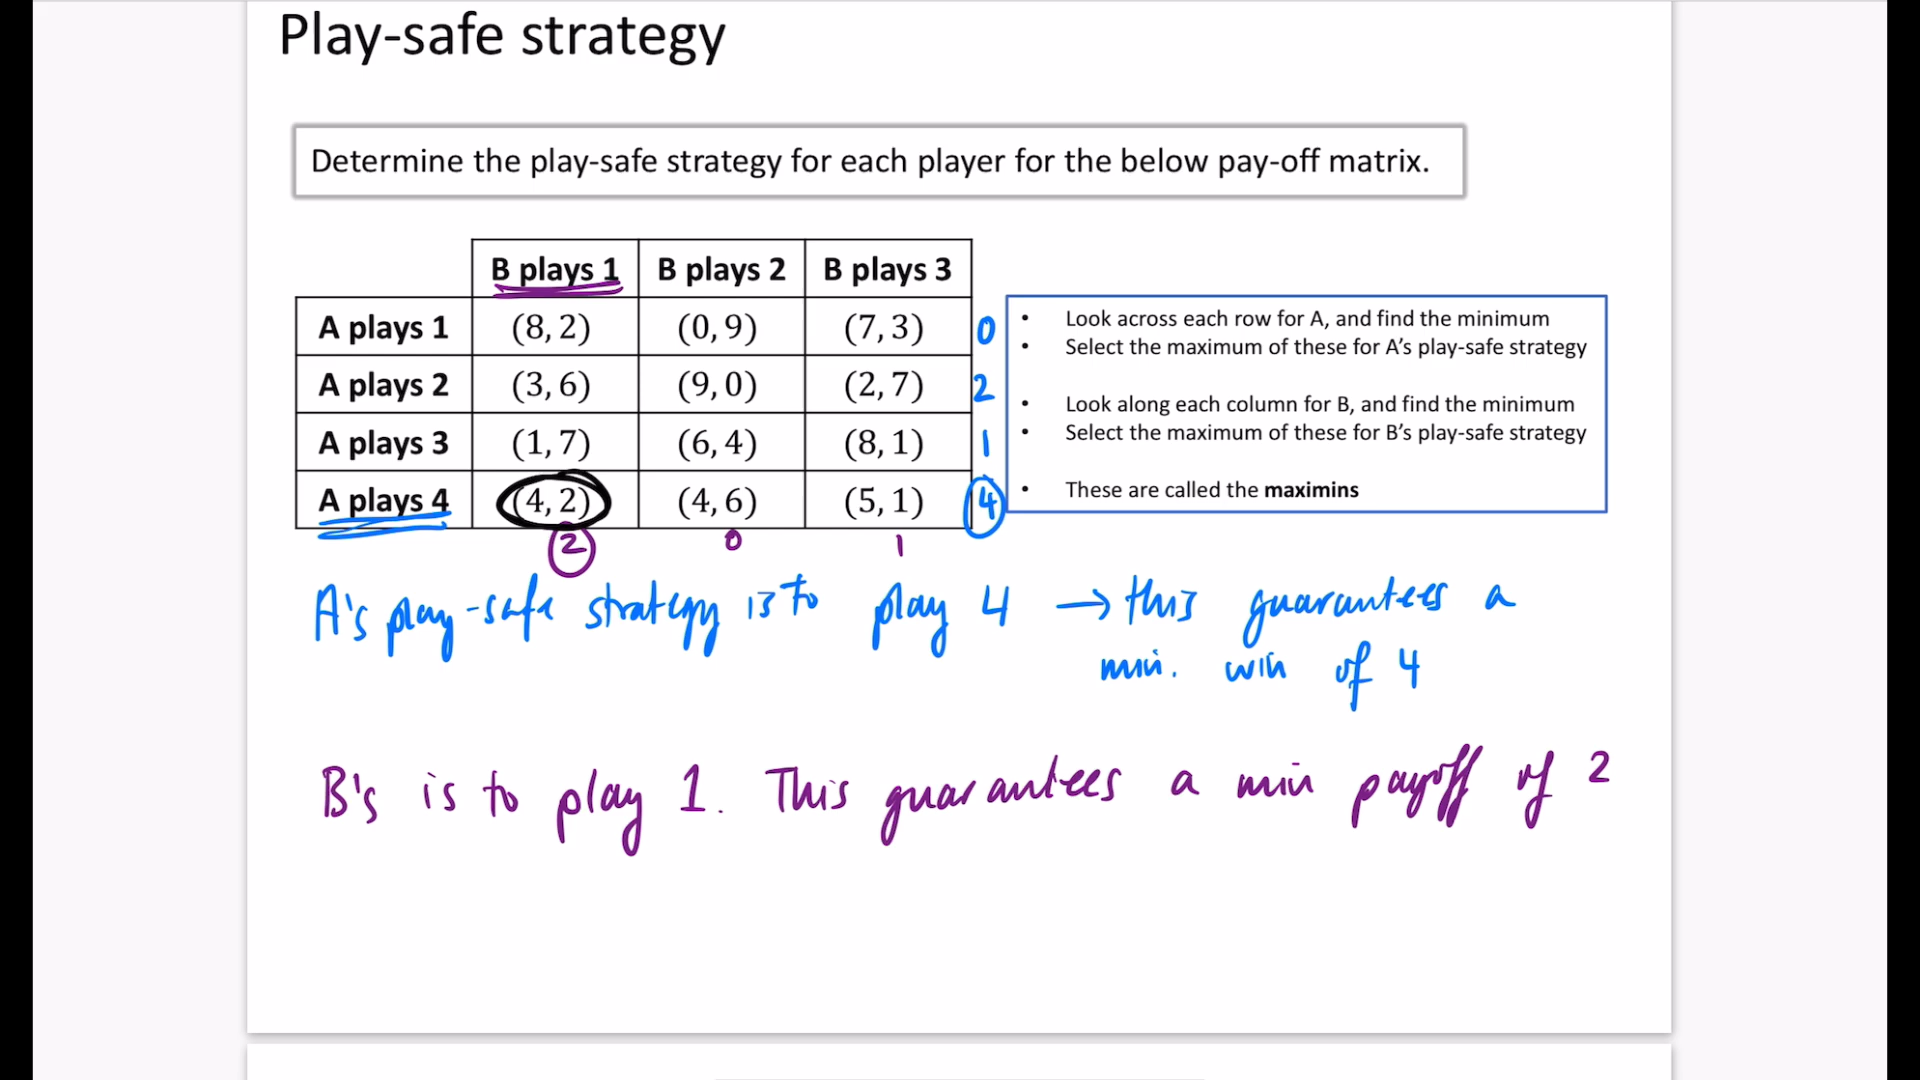 Play-safe strategy
Determine the play-safe strategy for each player for the below pay-off matrix.
B plays 1 B plays 2 B plays 3
A plays 1 (8, 2) (0, 9) (7, 3) 0
A plays 2 (3, 6) (9, 0) (2, 7) 2
A plays 3 (1, 7) (6, 4) (8, 1) 1
A plays 4 (4, 2) (4, 6) (5, 1) 4
2 0 1
• Look across each row for A, and find the minimum
• Select the maximum of these for A’s play-safe strategy
• Look along each column for B, and find the minimum
• Select the maximum of these for B’s play-safe strategy
• These are called the maximins
A's play-safe strategy is to play 4 → this guarantees a
min. win of 4
B's is to play 1. This guarantees a min payoff of 2